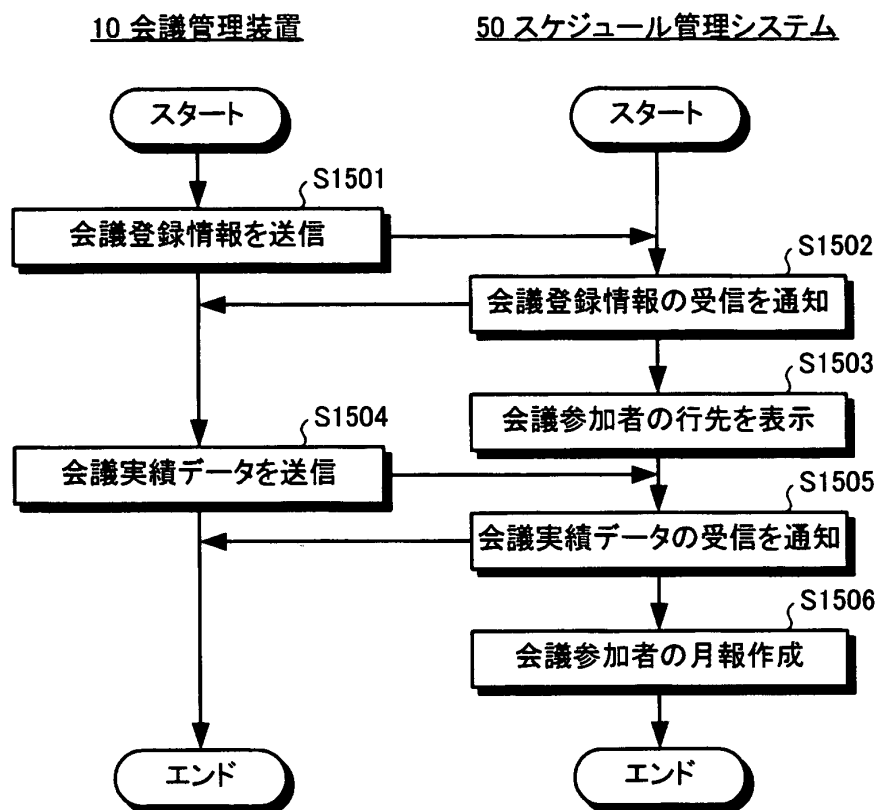 10 会議管理装置
50 スケジュール管理システム
スタート
スタート
S1501
会議登録情報を送信
S1502
会議登録情報の受信を通知
S1503
会議参加者の行先を表示
S1504
会議実績データを送信
S1505
会議実績データの受信を通知
S1506
会議参加者の月報作成
エンド
エンド